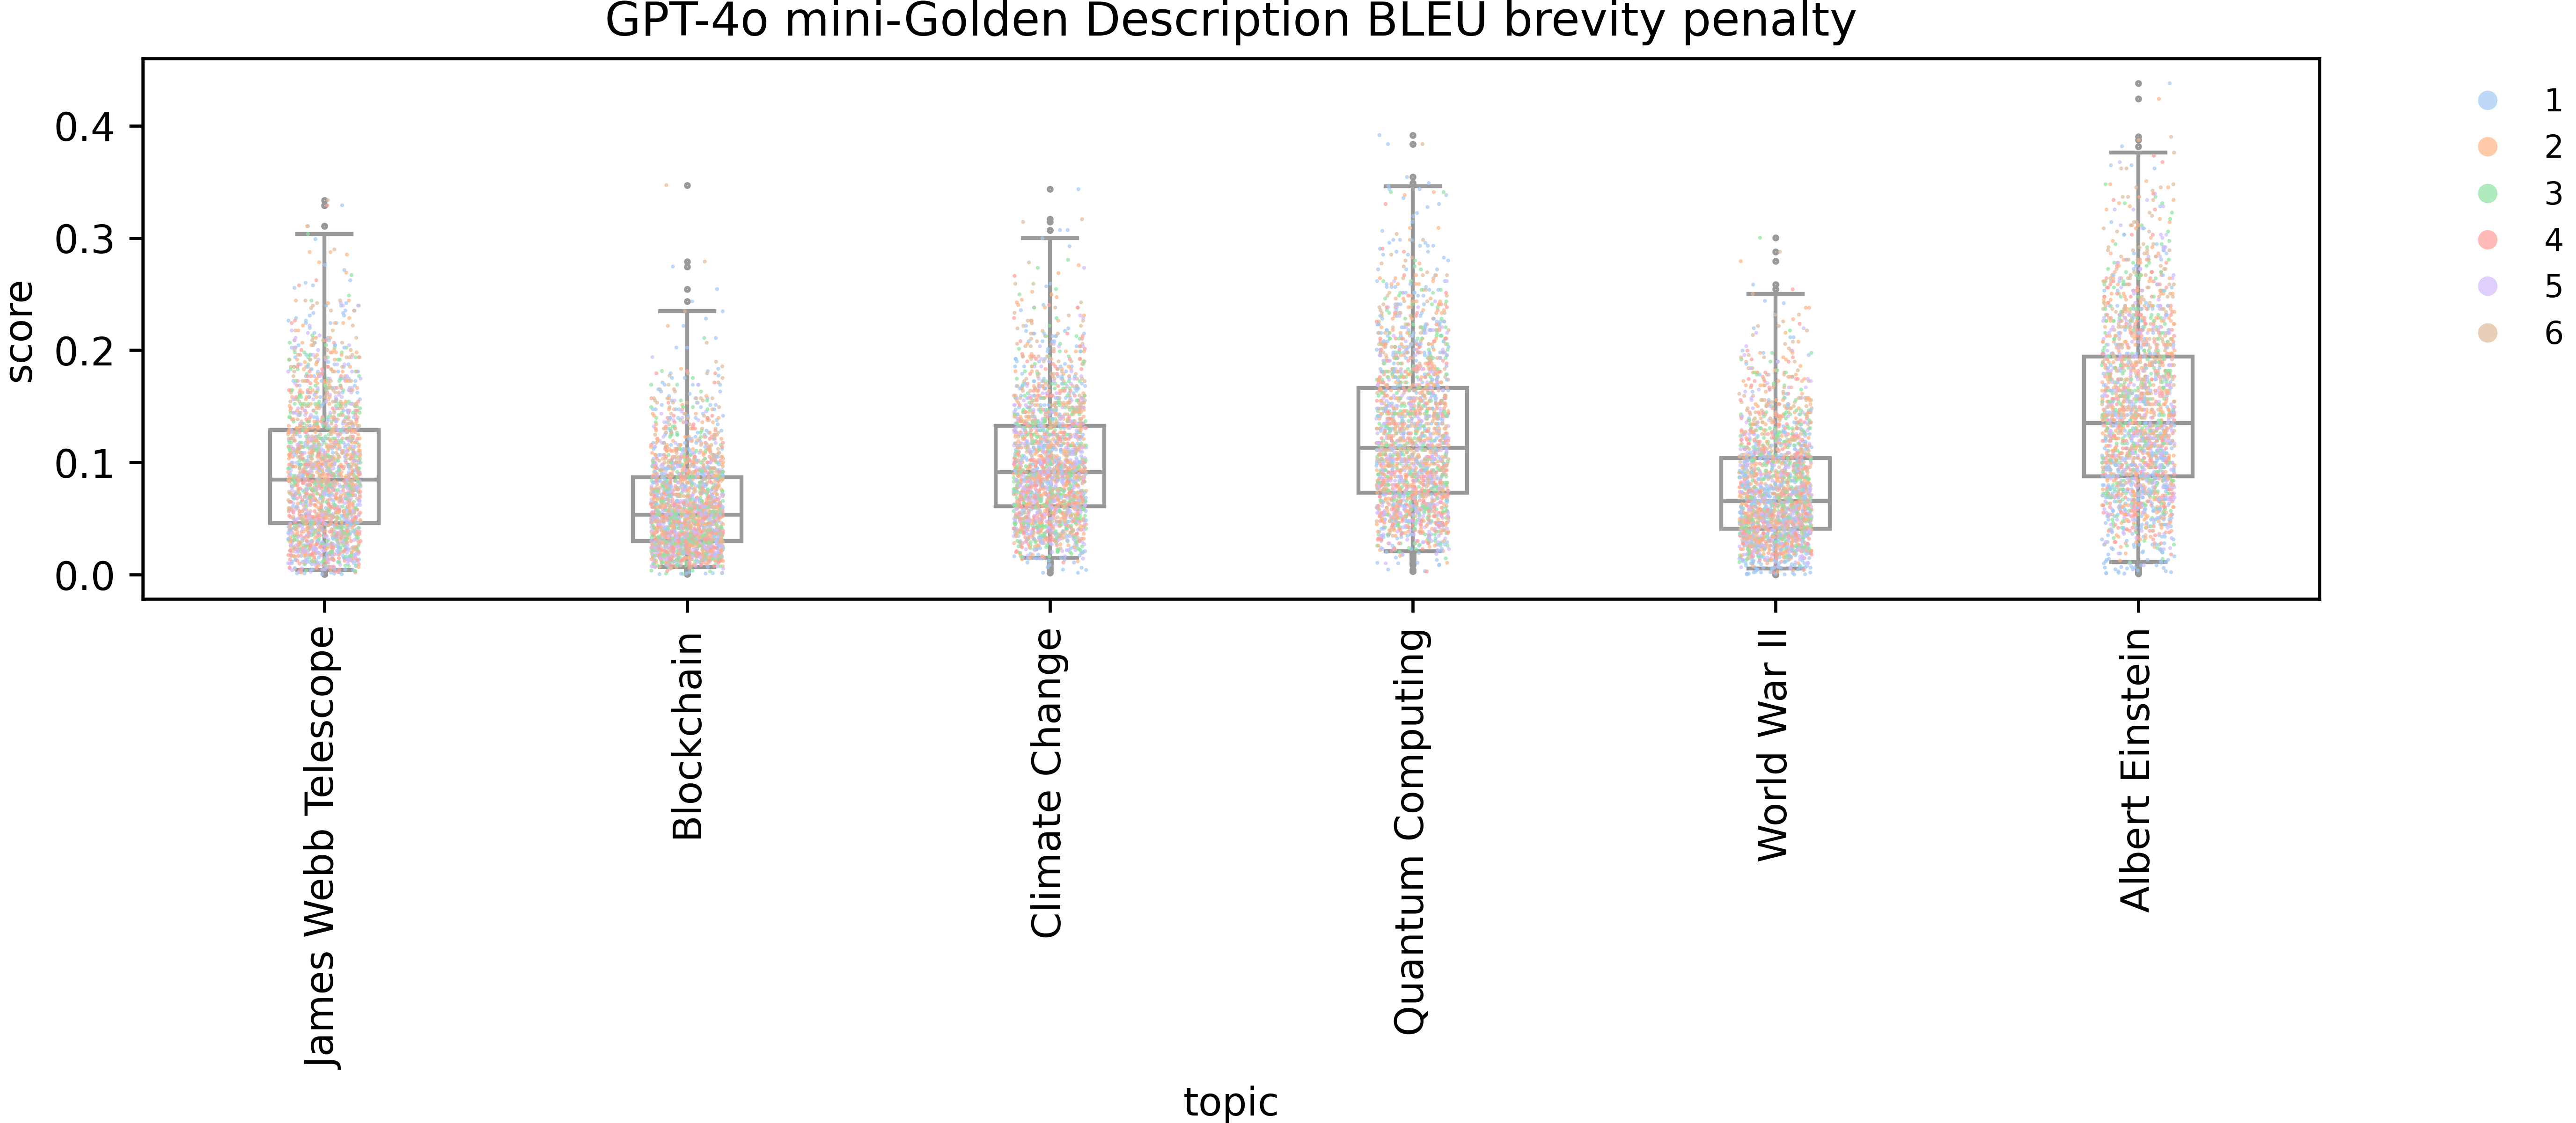 GPT-4o mini-Golden Description BLEU brevity penalty
score
0.4
0.3
0.2
0.1
0.0
James Webb Telescope
Blockchain
Climate Change
Quantum Computing
World War II
Albert Einstein
topic
1
2
3
4
5
6